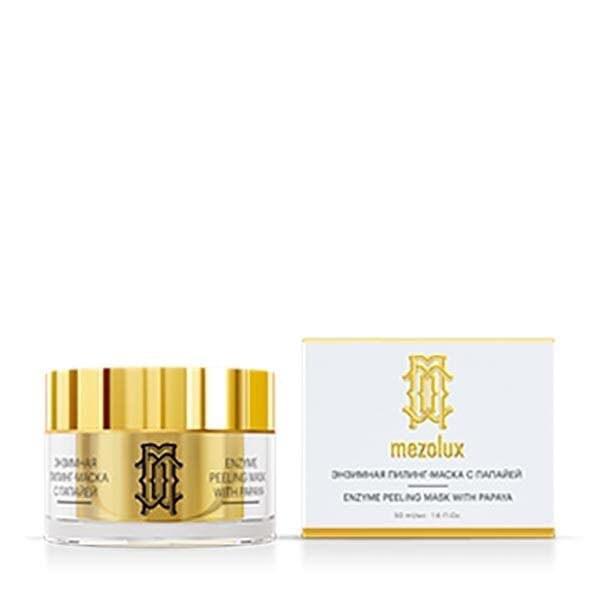 ЭНЗИМНАЯ
ПИЛИНГ-МАСКА
С ПАПАЙЕЙ
ENZYME
PEELING MASK
WITH PAPAYA
mezolux
ЭНЗИМНАЯ ПИЛИНГ-МАСКА С ПАПАЙЕЙ
ENZYME PEELING MASK WITH PAPAYA